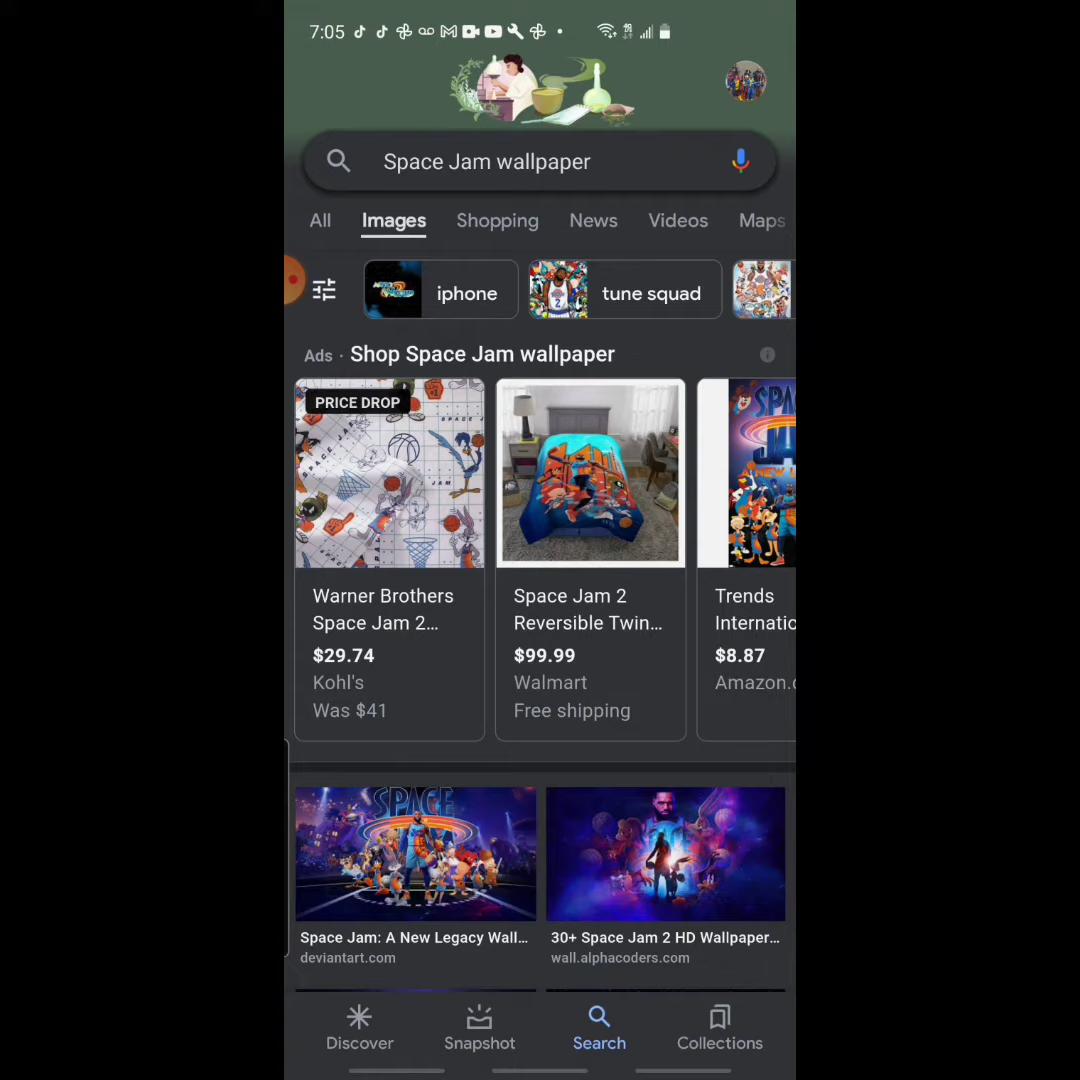 7:05
Space Jam wallpaper
All Images Shopping News Videos Maps
iphone tune squad
Ads · Shop Space Jam wallpaper
PRICE DROP
SPACE JAM
Warner Brothers
Space Jam 2…
$29.74
Kohl's
Was $41
Space Jam 2
Reversible Twin…
$99.99
Walmart
Free shipping
Trends
Internatio
$8.87
Amazon.c
SPACE
Space Jam: A New Legacy Wall…
deviantart.com
30+ Space Jam 2 HD Wallpaper…
wall.alphacoders.com
Discover Snapshot Search Collections